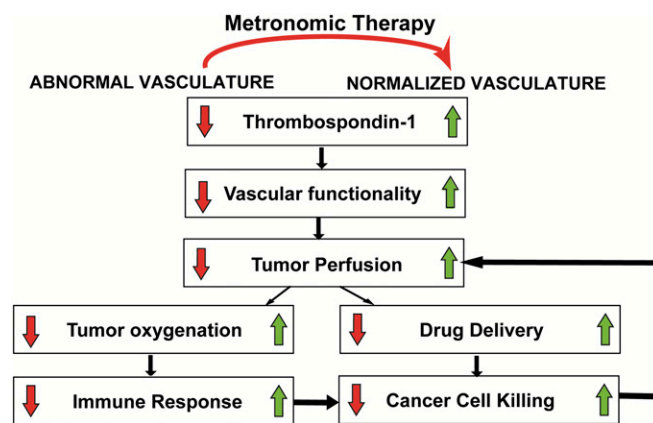 Metronomic Therapy
ABNORMAL VASCULATURE NORMALIZED VASCULATURE
Thrombospondin-1
Vascular functionality
Tumor Perfusion
Tumor oxygenation Drug Delivery
Immune Response Cancer Cell Killing